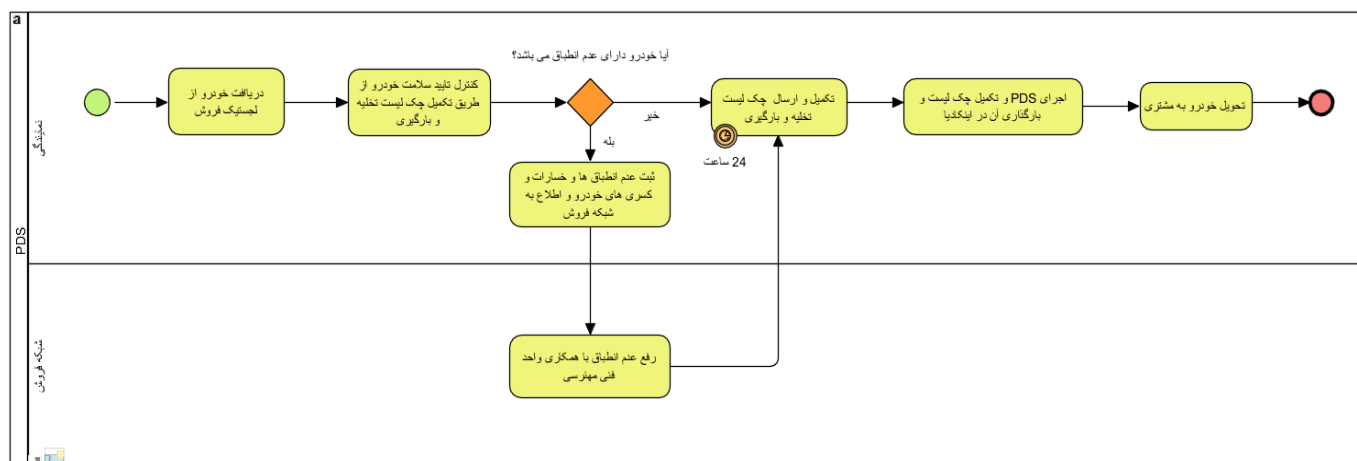 a
PDS
نمایندگی
شبکه فروش
دریافت خودرو از
لجستیک فروش
کنترل تایید سلامت خودرو از
طریق تکمیل چک لیست تخلیه
و بارگیری
آیا خودرو دارای عدم انطباق می باشد؟
خیر
بله
ثبت عدم انطباق ها و خسارات و
کسری های خودرو و اطلاع به
شبکه فروش
رفع عدم انطباق با همکاری واحد
فنی مهنرسی
تکمیل و ارسال چک لیست
تخلیه و بارگیری
24 ساعت
اجرای PDS و تکمیل چک لیست و
بارگذاری آن در اینکادیا
تحویل خودرو به مشتری